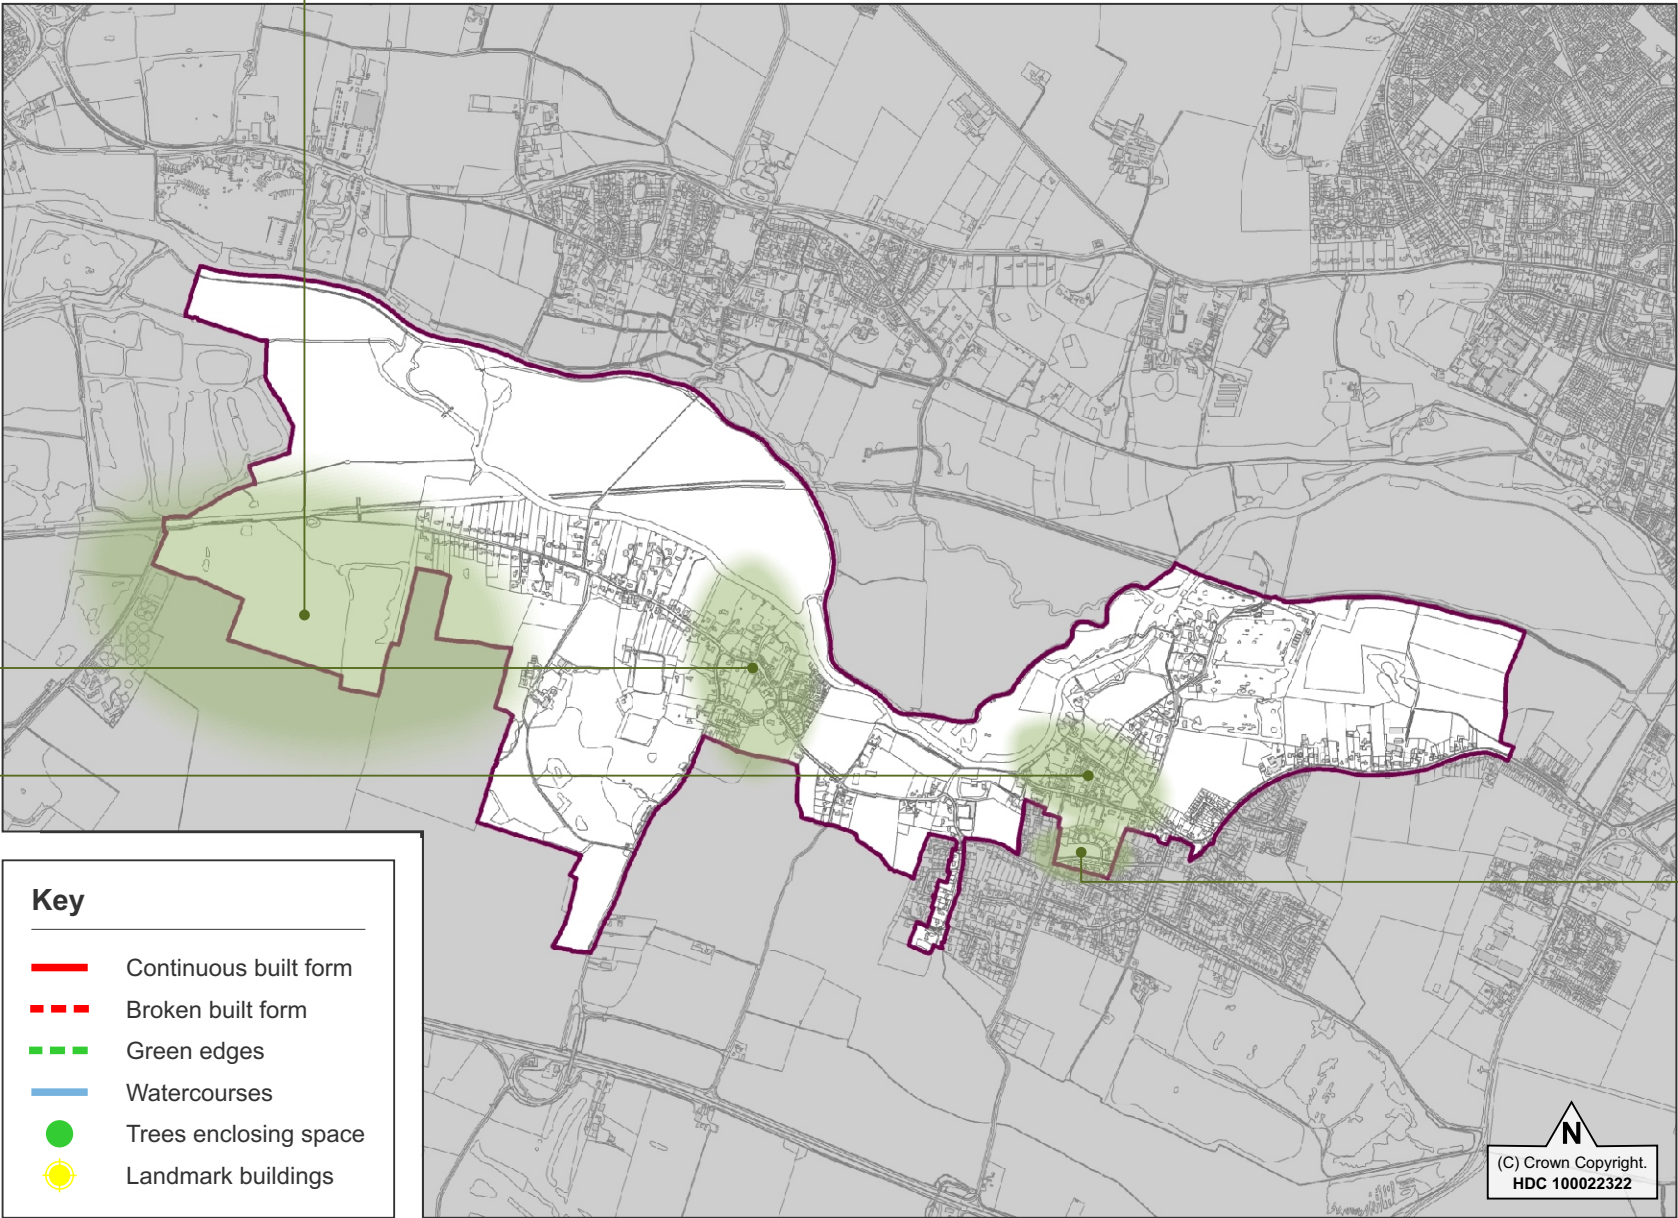 Key
Continuous built form
Broken built form
Green edges
Watercourses
Trees enclosing space
Landmark buildings
N
(C) Crown Copyright.
HDC 100022322